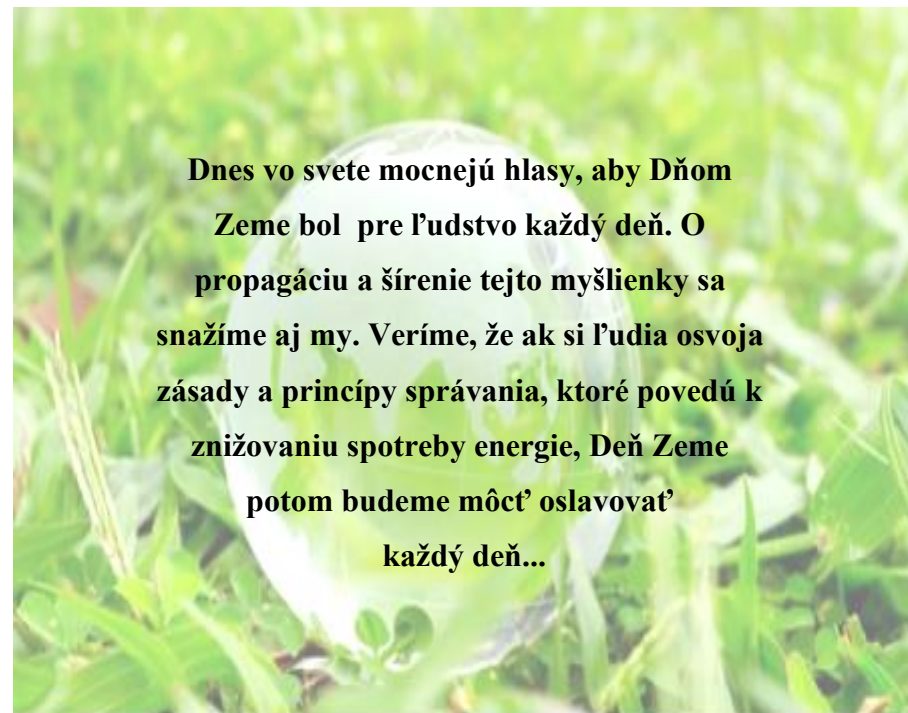 Dnes vo svete mocnejú hlasy, aby Dňom
Zeme bol  pre ľudstvo každý deň. O
propagáciu a šírenie tejto myšlienky sa
snažíme aj my. Veríme, že ak si ľudia osvoja
zásady a princípy správania, ktoré povedú k
znižovaniu spotreby energie, Deň Zeme
potom budeme môcť oslavovať
každý deň...